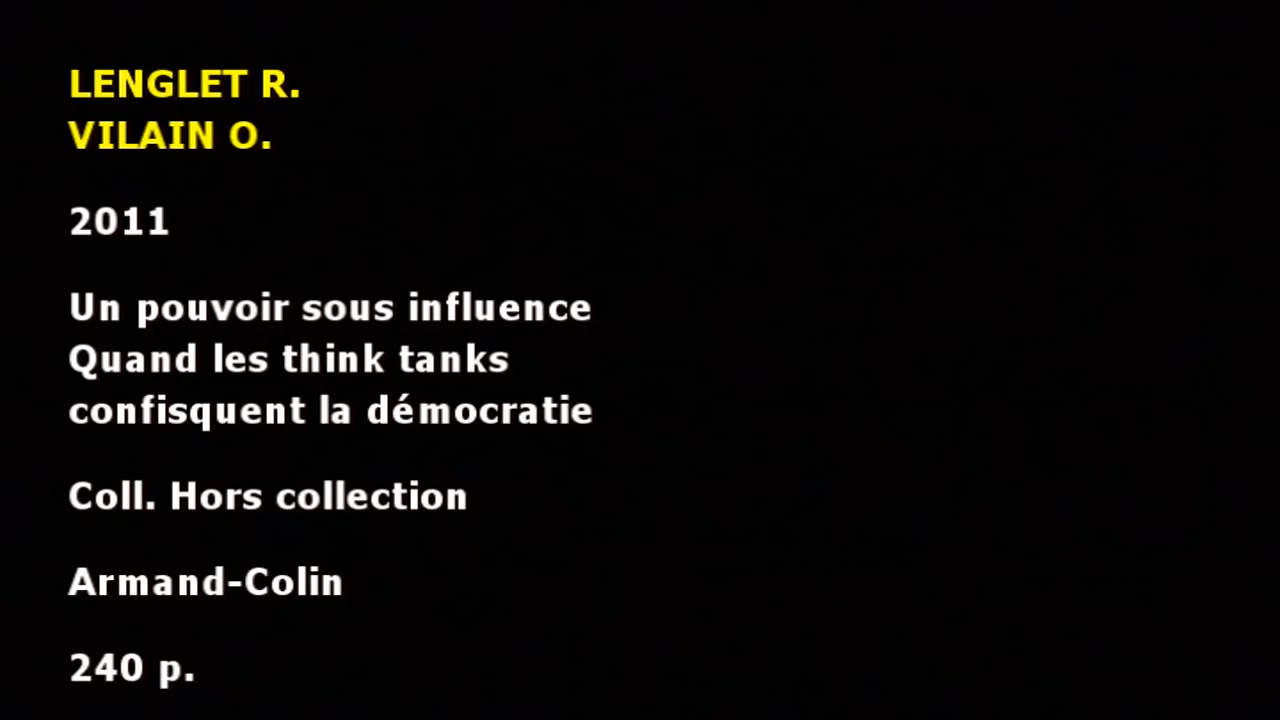 LENGLET R.
VILAIN O.
2011
Un pouvoir sous influence
Quand les think tanks
confisquent la démocratie
Coll. Hors collection
Armand-Colin
240 p.